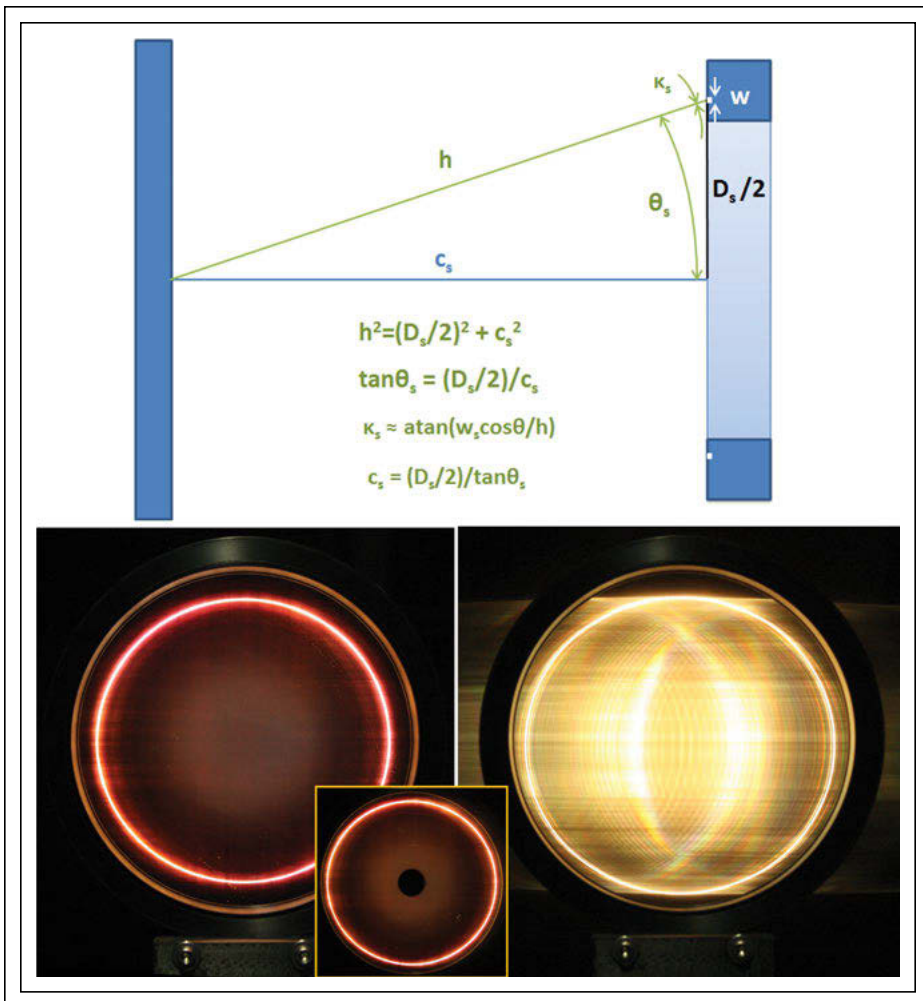 κₛ
w
h
Dₛ/2
θₛ
cₛ
h²=(Dₛ/2)² + cₛ²
tanθₛ = (Dₛ/2)/cₛ
κₛ ≈ atan(wₛcosθ/h)
cₛ = (Dₛ/2)/tanθₛ